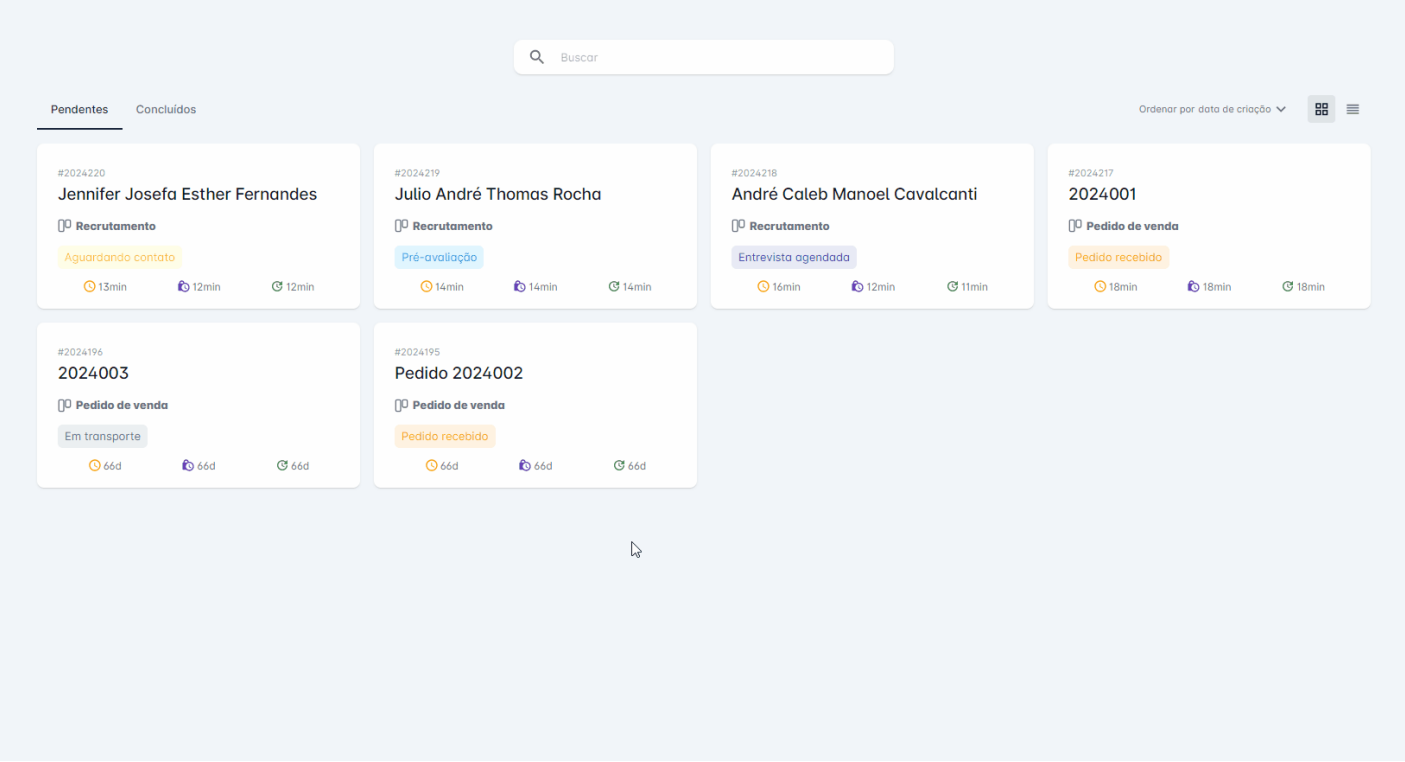 Buscar
Pendentes Concluídos Ordenar por data de criação
#2024220
Jennifer Josefa Esther Fernandes
Recrutamento
Aguardando contato
13min 12min 12min
#2024219
Julio André Thomas Rocha
Recrutamento
Pré-avaliação
14min 14min 14min
#2024218
André Caleb Manoel Cavalcanti
Recrutamento
Entrevista agendada
16min 12min 11min
#2024217
2024001
Pedido de venda
Pedido recebido
18min 18min 18min
#2024196
2024003
Pedido de venda
Em transporte
66d 66d 66d
#2024195
Pedido 2024002
Pedido de venda
Pedido recebido
66d 66d 66d